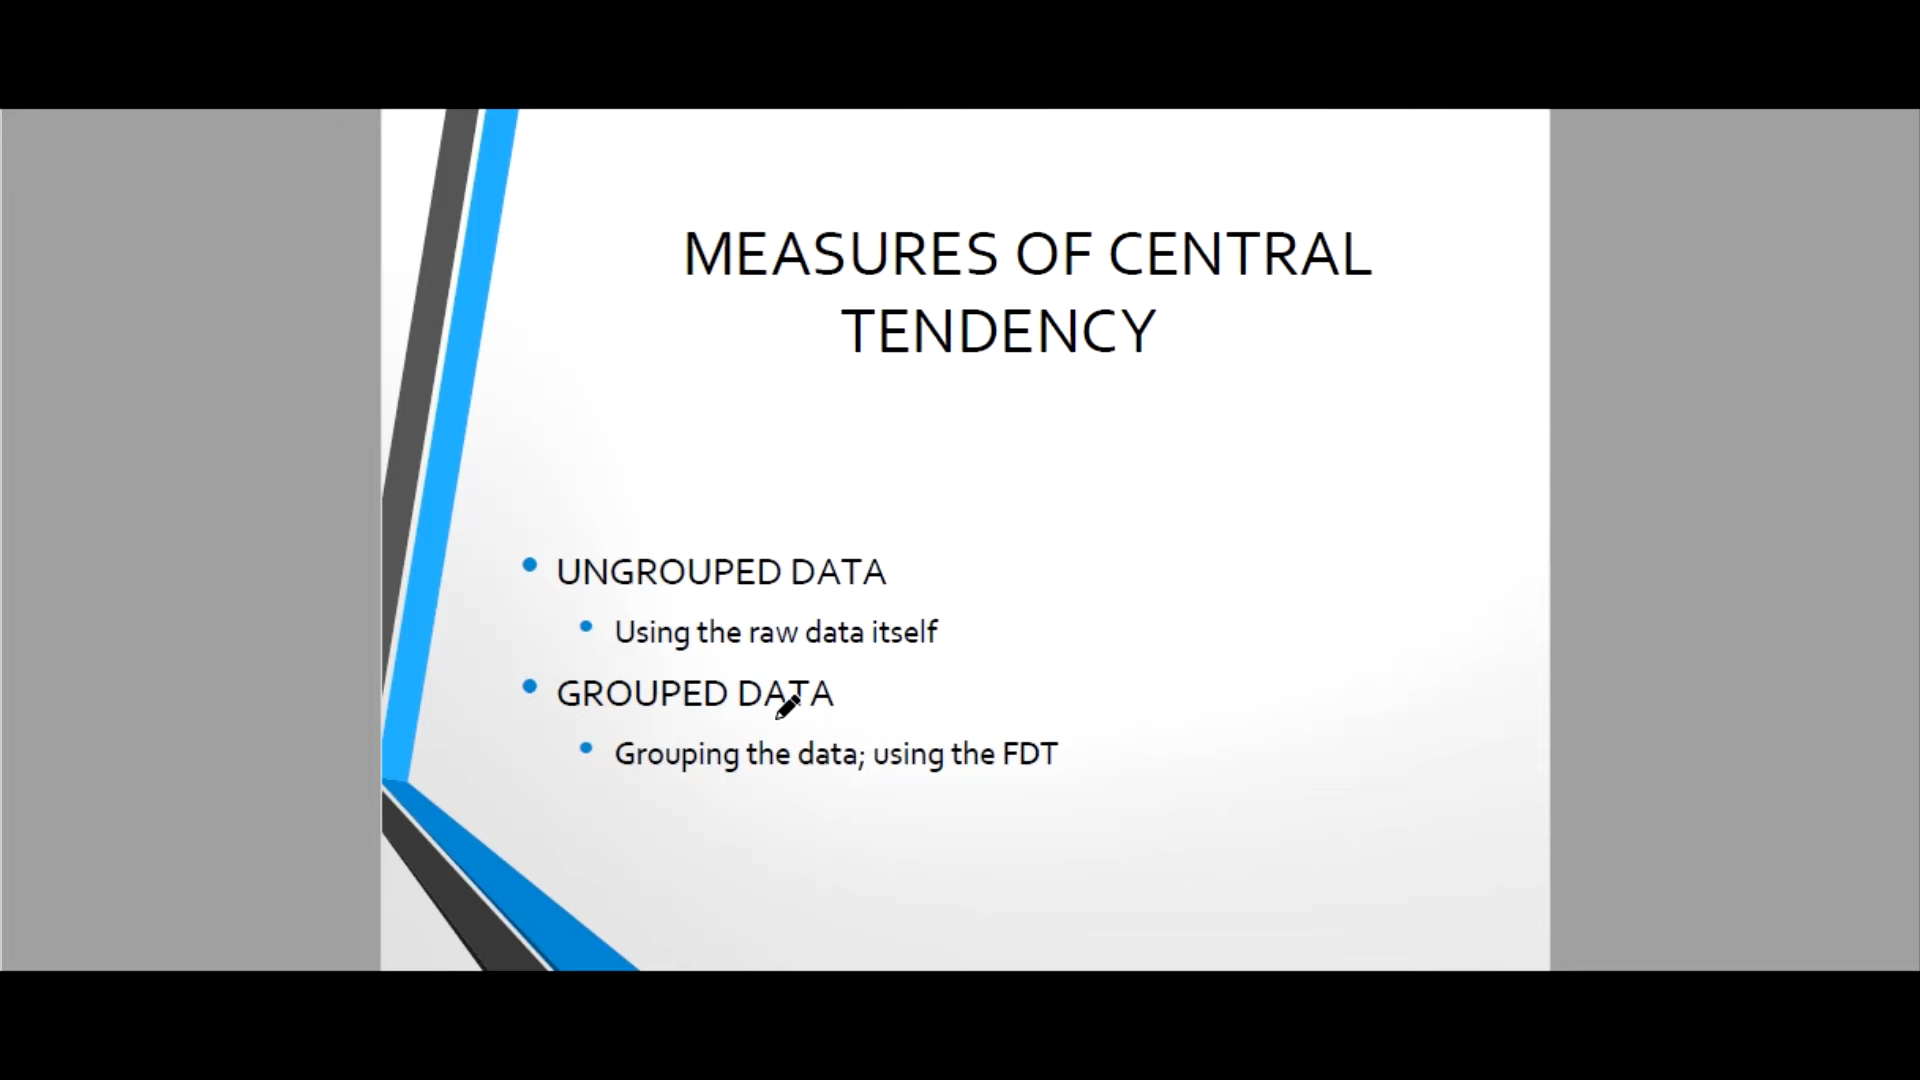 MEASURES OF CENTRAL
TENDENCY
UNGROUPED DATA
Using the raw data itself
GROUPED DATA
Grouping the data; using the FDT